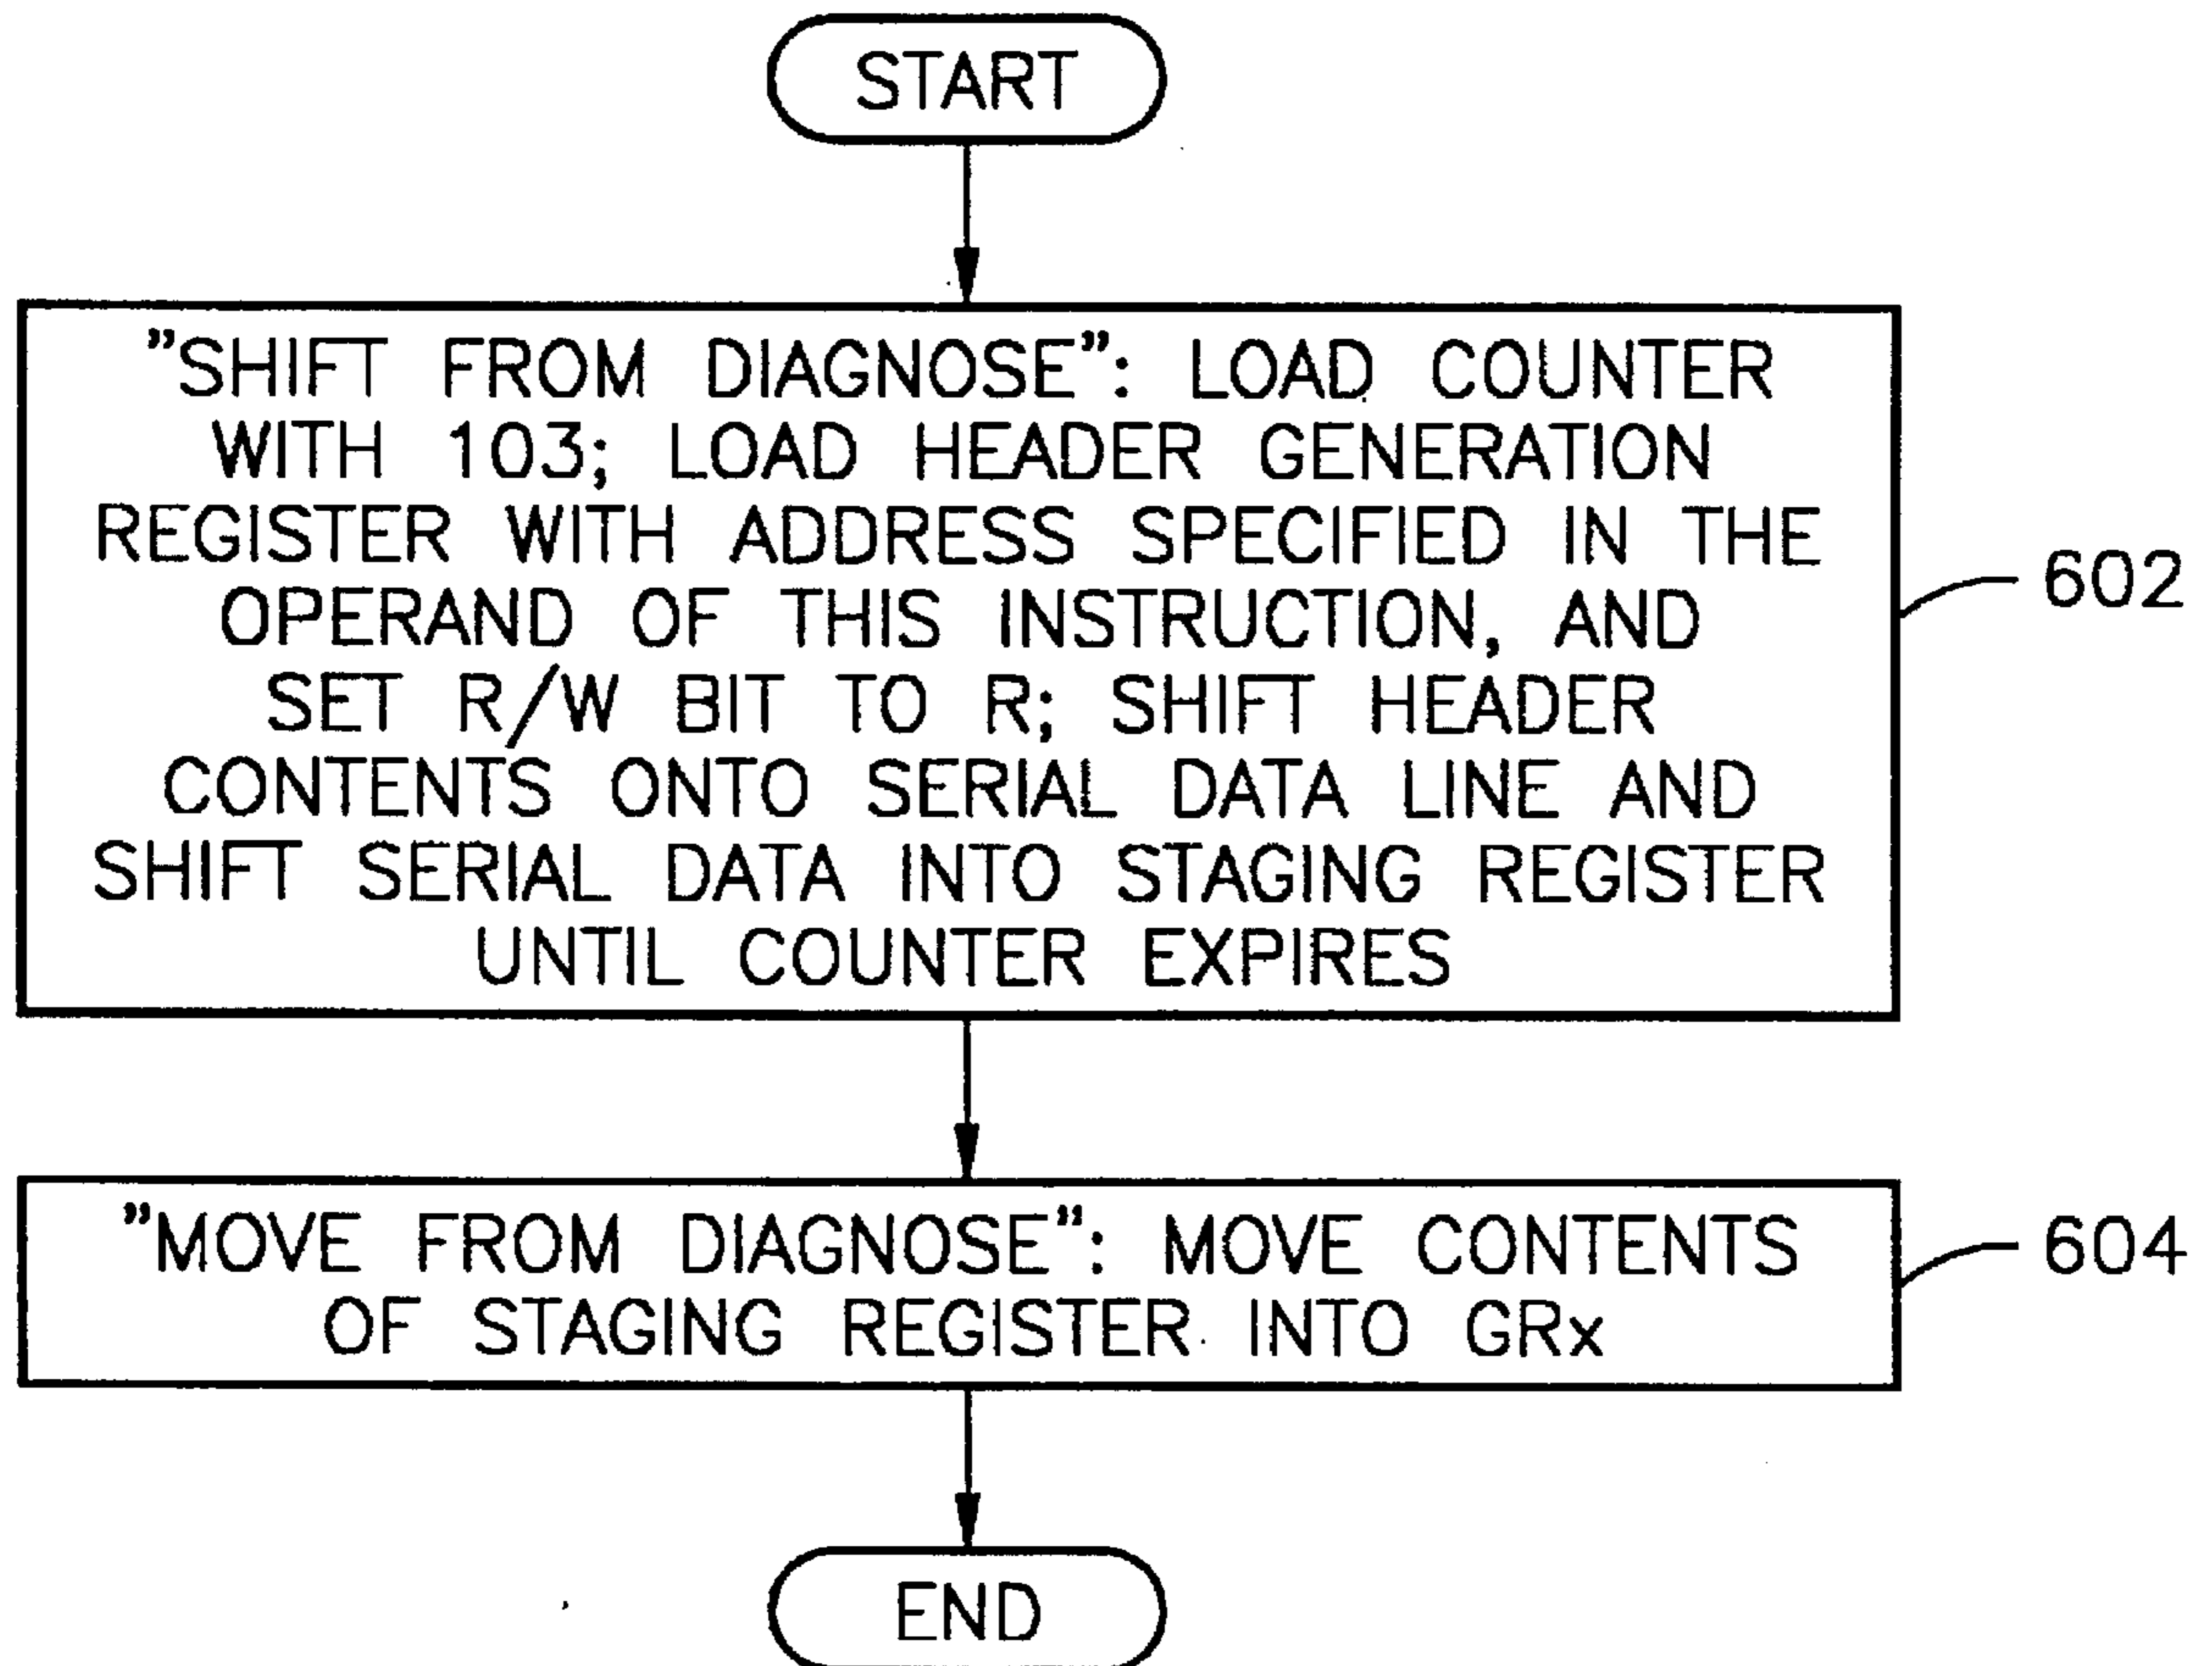 START
”SHIFT FROM DIAGNOSE”: LOAD COUNTER
WITH 103; LOAD HEADER GENERATION
REGISTER WITH ADDRESS SPECIFIED IN THE
OPERAND OF THIS INSTRUCTION, AND
SET R/W BIT TO R; SHIFT HEADER
CONTENTS ONTO SERIAL DATA LINE AND
SHIFT SERIAL DATA INTO STAGING REGISTER
UNTIL COUNTER EXPIRES
602
”MOVE FROM DIAGNOSE”: MOVE CONTENTS
OF STAGING REGISTER INTO GRx
604
END